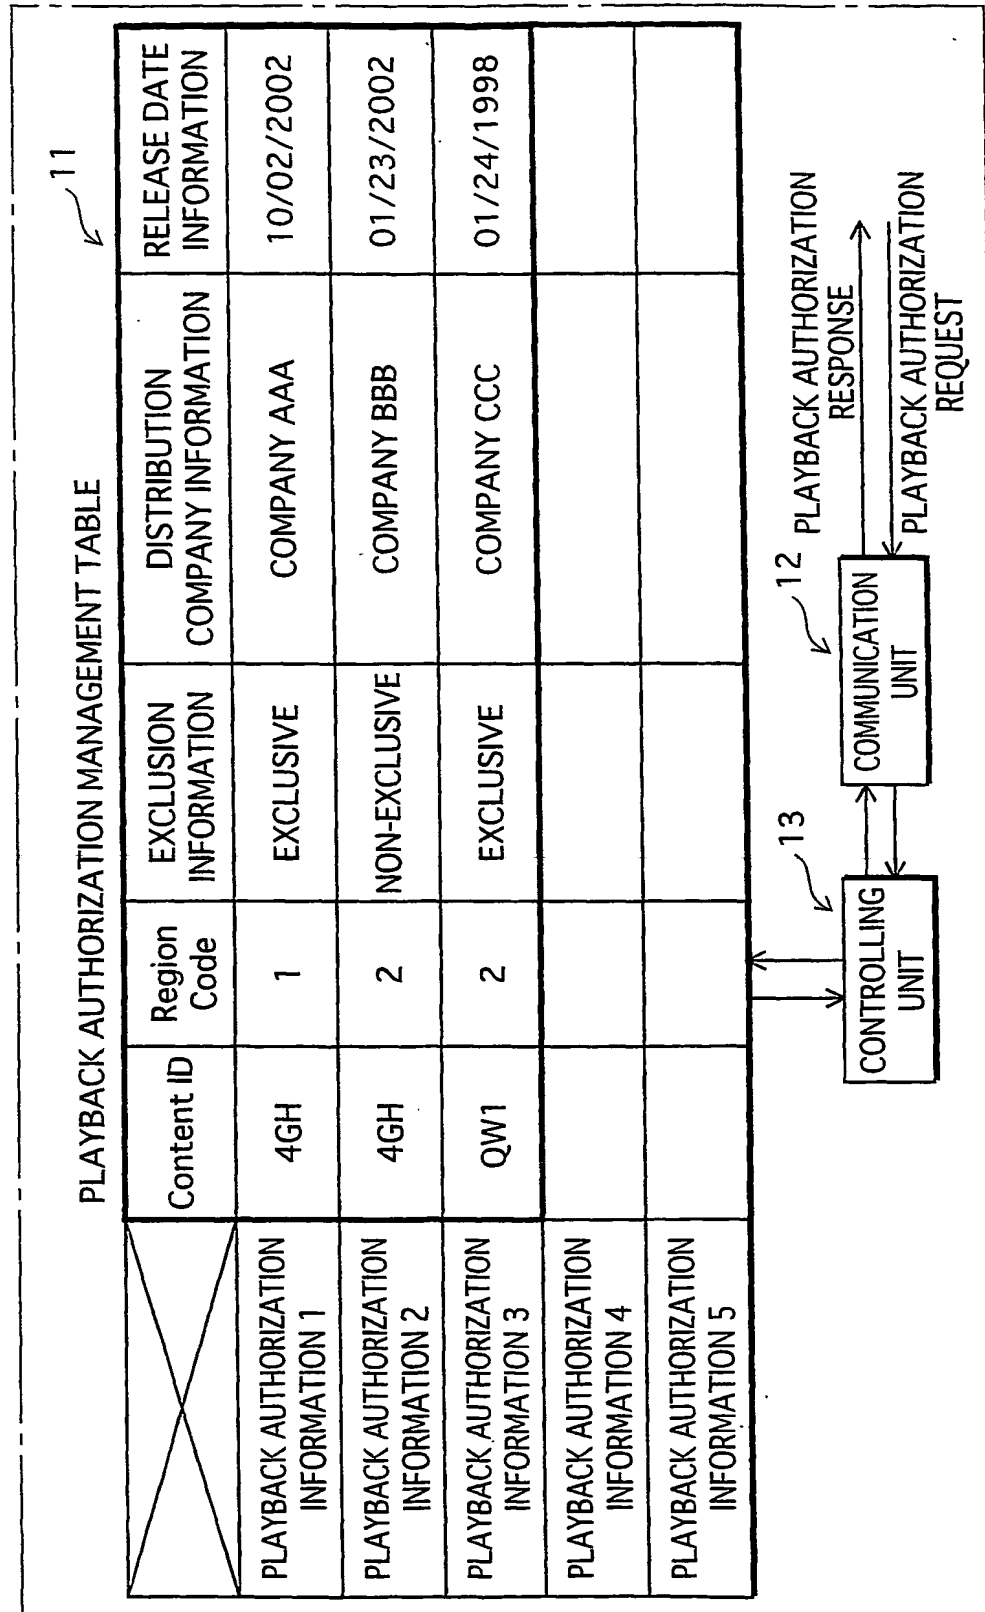 PLAYBACK AUTHORIZATION MANAGEMENT TABLE
11
Content ID
Region
Code
EXCLUSION
INFORMATION
DISTRIBUTION
COMPANY INFORMATION
RELEASE DATE
INFORMATION
PLAYBACK AUTHORIZATION
INFORMATION 1
4GH
1
EXCLUSIVE
COMPANY AAA
10/02/2002
PLAYBACK AUTHORIZATION
INFORMATION 2
4GH
2
NON-EXCLUSIVE
COMPANY BBB
01/23/2002
PLAYBACK AUTHORIZATION
INFORMATION 3
QW1
2
EXCLUSIVE
COMPANY CCC
01/24/1998
PLAYBACK AUTHORIZATION
INFORMATION 4
PLAYBACK AUTHORIZATION
INFORMATION 5
13
CONTROLLING
UNIT
12
COMMUNICATION
UNIT
PLAYBACK AUTHORIZATION
RESPONSE
PLAYBACK AUTHORIZATION
REQUEST